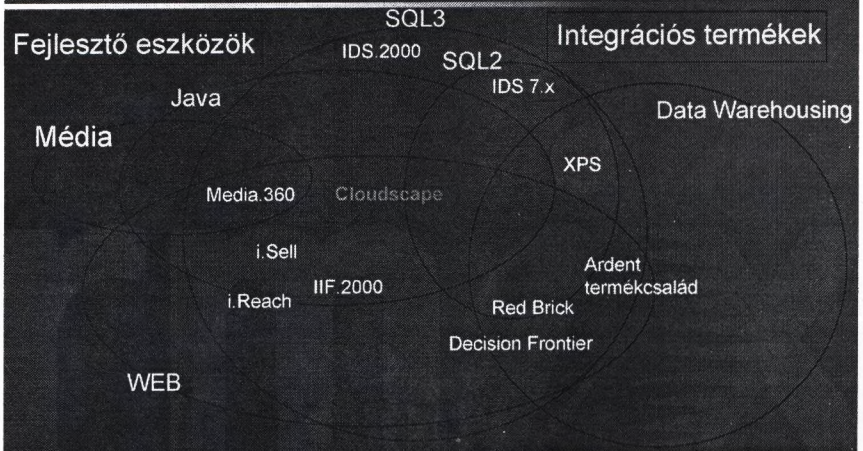 SQL3
Fejlesztő eszközök
Integrációs termékek
IDS.2000
SQL2
IDS 7.x
Java
Data Warehousing
Média
XPS
Media.360
Cloudscape
i.Sell
Ardent
termékcsalád
IIF.2000
i.Reach
Red Brick
Decision Frontier
WEB